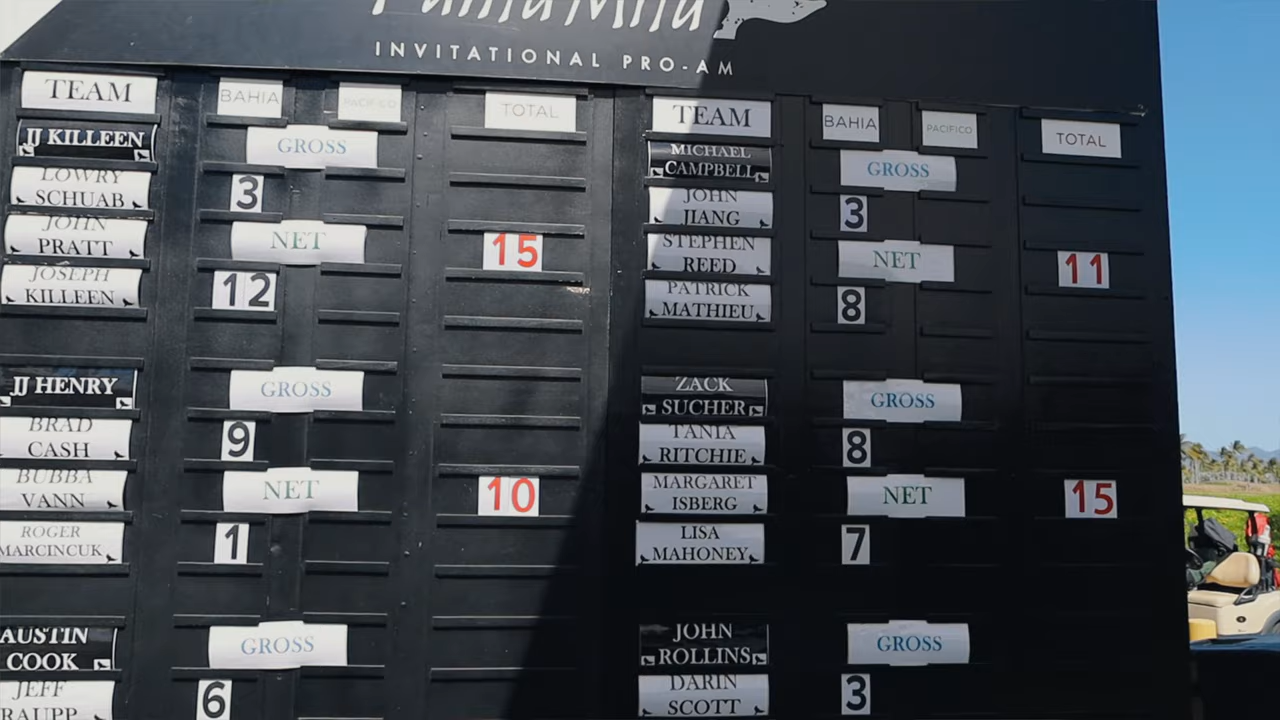 Punta Mita
INVITATIONAL PRO-AM
TEAM BAHIA PACIFICO TOTAL
JJ KILLEEN GROSS
LOWRY
SCHUAB 3
JOHN
PRATT NET 15
JOSEPH
KILLEEN 12
JJ HENRY GROSS
BRAD
CASH 9
BUBBA
VANN NET 10
ROGER
MARCINCUK 1
AUSTIN
COOK GROSS
JEFF
RAUPP 6
TEAM BAHIA PACIFICO TOTAL
MICHAEL
CAMPBELL GROSS
JOHN
JIANG 3
STEPHEN
REED NET 11
PATRICK
MATHIEU 8
ZACK
SUCHER GROSS
TANIA
RITCHIE 8
MARGARET
ISBERG NET 15
LISA
MAHONEY 7
JOHN
ROLLINS GROSS
DARIN
SCOTT 3